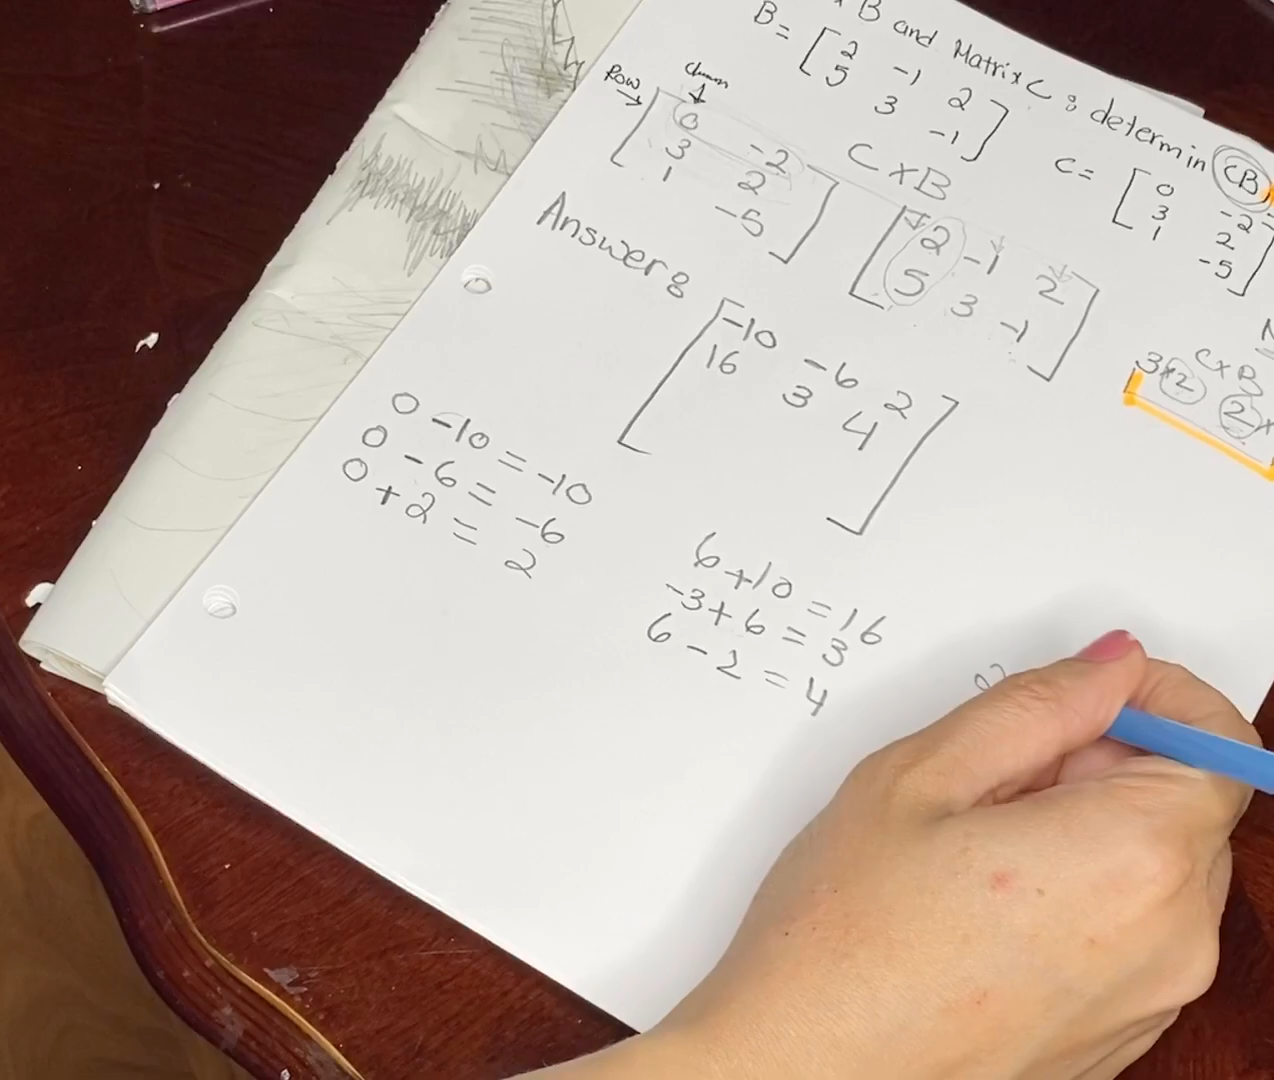 B and Matrix C : determin CB
B = [ 2 -1 2
5 3 -1 ]
C = [ 0 -2
3 2
1 -5 ]
Row
C x B
[ 0 -2
3 2
1 -5 ]
[ 2 -1 2
5 3 -1 ]
C x B
3x2 2x
Answer :
[ -10 -6 2
16 3 4 ]
0 -10 = -10
0 - 6 = -6
0 + 2 = 2
6+10 = 16
-3+6 = 3
6 - 2 = 4
2